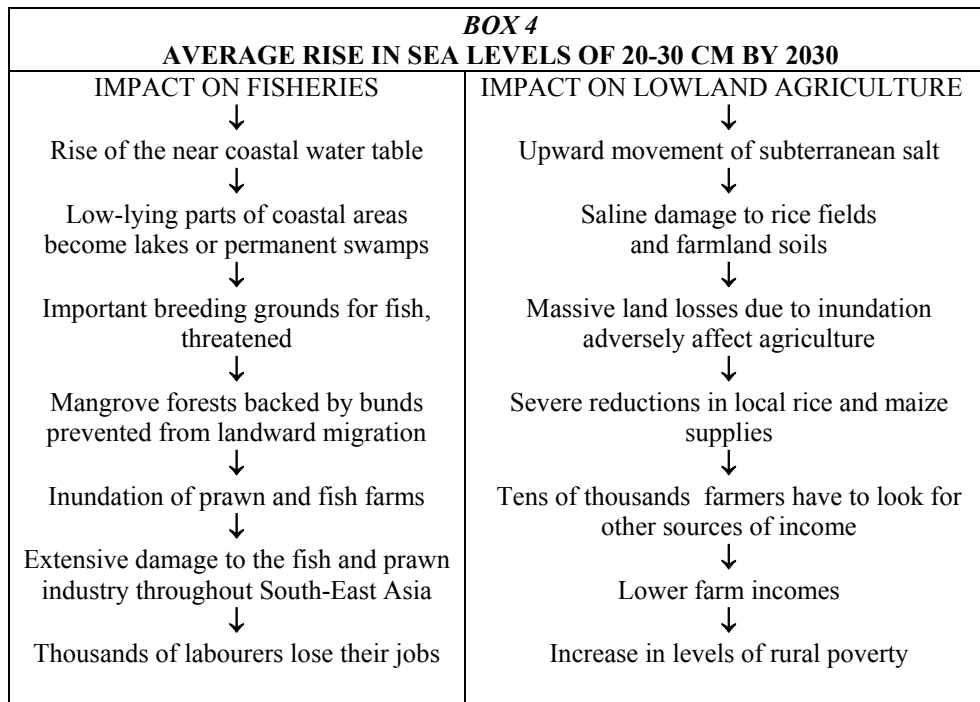 BOX 4
AVERAGE RISE IN SEA LEVELS OF 20-30 CM BY 2030
IMPACT ON FISHERIES
↓
Rise of the near coastal water table
↓
Low-lying parts of coastal areas
become lakes or permanent swamps
↓
Important breeding grounds for fish,
threatened
↓
Mangrove forests backed by bunds
prevented from landward migration
↓
Inundation of prawn and fish farms
↓
Extensive damage to the fish and prawn
industry throughout South-East Asia
↓
Thousands of labourers lose their jobs
IMPACT ON LOWLAND AGRICULTURE
↓
Upward movement of subterranean salt
↓
Saline damage to rice fields
and farmland soils
↓
Massive land losses due to inundation
adversely affect agriculture
↓
Severe reductions in local rice and maize
supplies
↓
Tens of thousands farmers have to look for
other sources of income
↓
Lower farm incomes
↓
Increase in levels of rural poverty